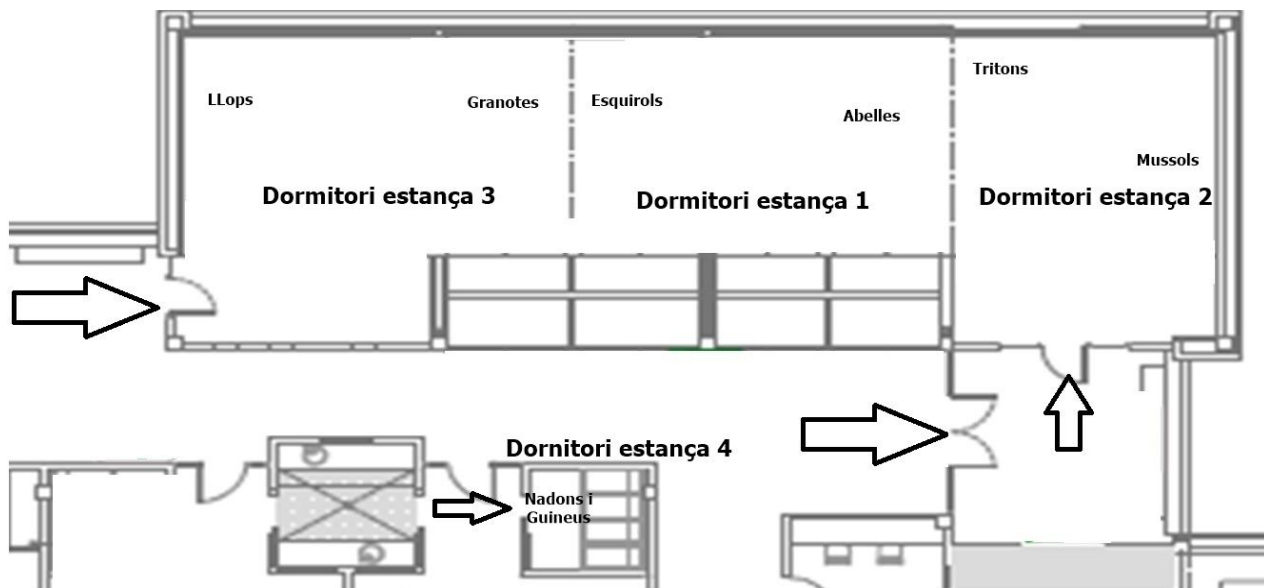 Tritons
LLops
Granotes
Esquirols
Abelles
Mussols
Dormitori estança 3
Dormitori estança 1
Dormitori estança 2
Dornitori estança 4
Nadons i
Guineus